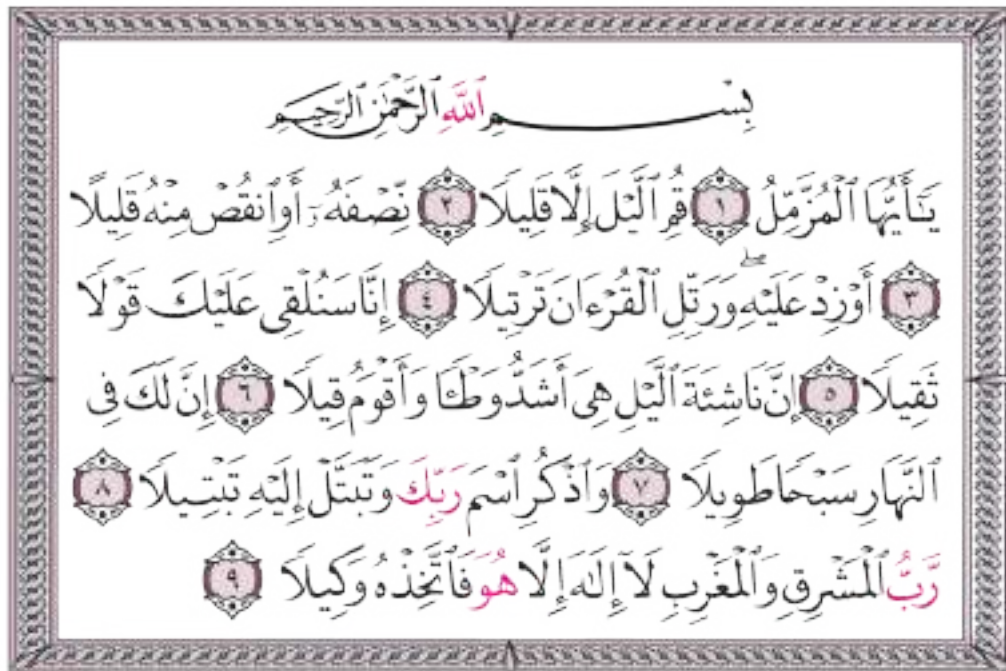 بِسْمِ ٱللَّهِ ٱلرَّحْمَٰنِ ٱلرَّحِيمِ
يَٰٓأَيُّهَا ٱلْمُزَّمِّلُ ١ قُمِ ٱلَّيْلَ إِلَّا قَلِيلًا ٢ نِّصْفَهُۥٓ أَوِ ٱنقُصْ مِنْهُ قَلِيلًا
٣ أَوْ زِدْ عَلَيْهِ وَرَتِّلِ ٱلْقُرْءَانَ تَرْتِيلًا ٤ إِنَّا سَنُلْقِى عَلَيْكَ قَوْلًا
ثَقِيلًا ٥ إِنَّ نَاشِئَةَ ٱلَّيْلِ هِىَ أَشَدُّ وَطْـًٔا وَأَقْوَمُ قِيلًا ٦ إِنَّ لَكَ فِى
ٱلنَّهَارِ سَبْحًا طَوِيلًا ٧ وَٱذْكُرِ ٱسْمَ رَبِّكَ وَتَبَتَّلْ إِلَيْهِ تَبْتِيلًا ٨
رَّبُّ ٱلْمَشْرِقِ وَٱلْمَغْرِبِ لَآ إِلَٰهَ إِلَّا هُوَ فَٱتَّخِذْهُ وَكِيلًا ٩